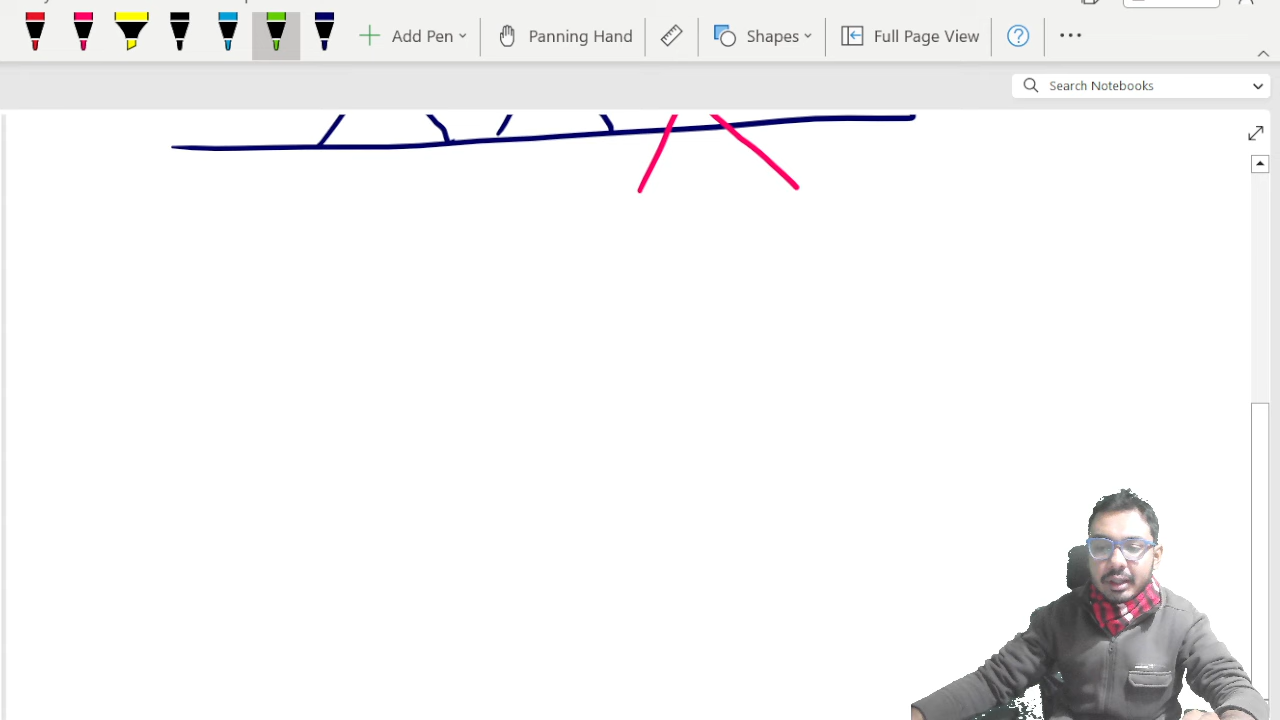 Add Pen
Panning Hand
Shapes
Full Page View
Search Notebooks